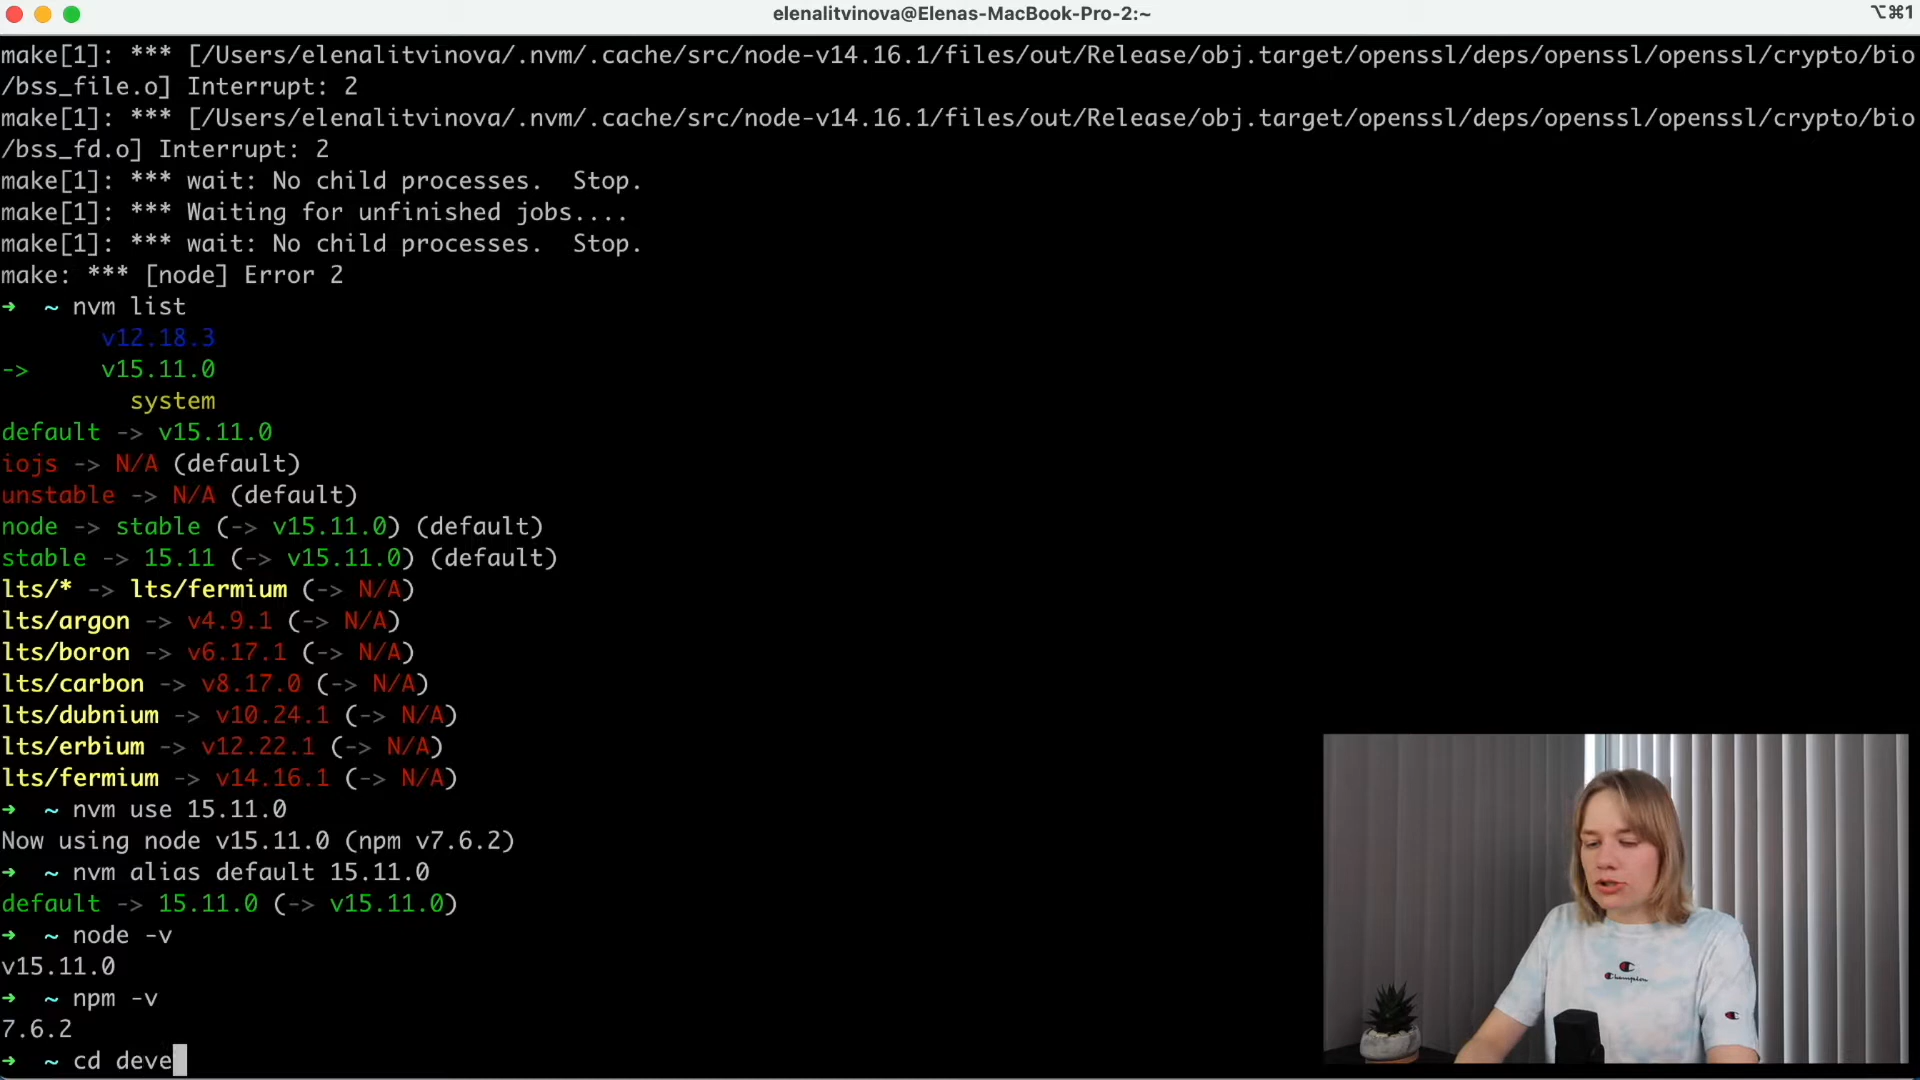 elenalitvinova@Elenas-MacBook-Pro-2:~
⌥⌘1
make[1]: *** [/Users/elenalitvinova/.nvm/.cache/src/node-v14.16.1/files/out/Release/obj.target/openssl/deps/openssl/openssl/crypto/bio
/bss_file.o] Interrupt: 2
make[1]: *** [/Users/elenalitvinova/.nvm/.cache/src/node-v14.16.1/files/out/Release/obj.target/openssl/deps/openssl/openssl/crypto/bio
/bss_fd.o] Interrupt: 2
make[1]: *** wait: No child processes.  Stop.
make[1]: *** Waiting for unfinished jobs....
make[1]: *** wait: No child processes.  Stop.
make: *** [node] Error 2
➜  ~ nvm list
       v12.18.3
->     v15.11.0
         system
default -> v15.11.0
iojs -> N/A (default)
unstable -> N/A (default)
node -> stable (-> v15.11.0) (default)
stable -> 15.11 (-> v15.11.0) (default)
lts/* -> lts/fermium (-> N/A)
lts/argon -> v4.9.1 (-> N/A)
lts/boron -> v6.17.1 (-> N/A)
lts/carbon -> v8.17.0 (-> N/A)
lts/dubnium -> v10.24.1 (-> N/A)
lts/erbium -> v12.22.1 (-> N/A)
lts/fermium -> v14.16.1 (-> N/A)
➜  ~ nvm use 15.11.0
Now using node v15.11.0 (npm v7.6.2)
➜  ~ nvm alias default 15.11.0
default -> 15.11.0 (-> v15.11.0)
➜  ~ node -v
v15.11.0
➜  ~ npm -v
7.6.2
➜  ~ cd deve
Champion